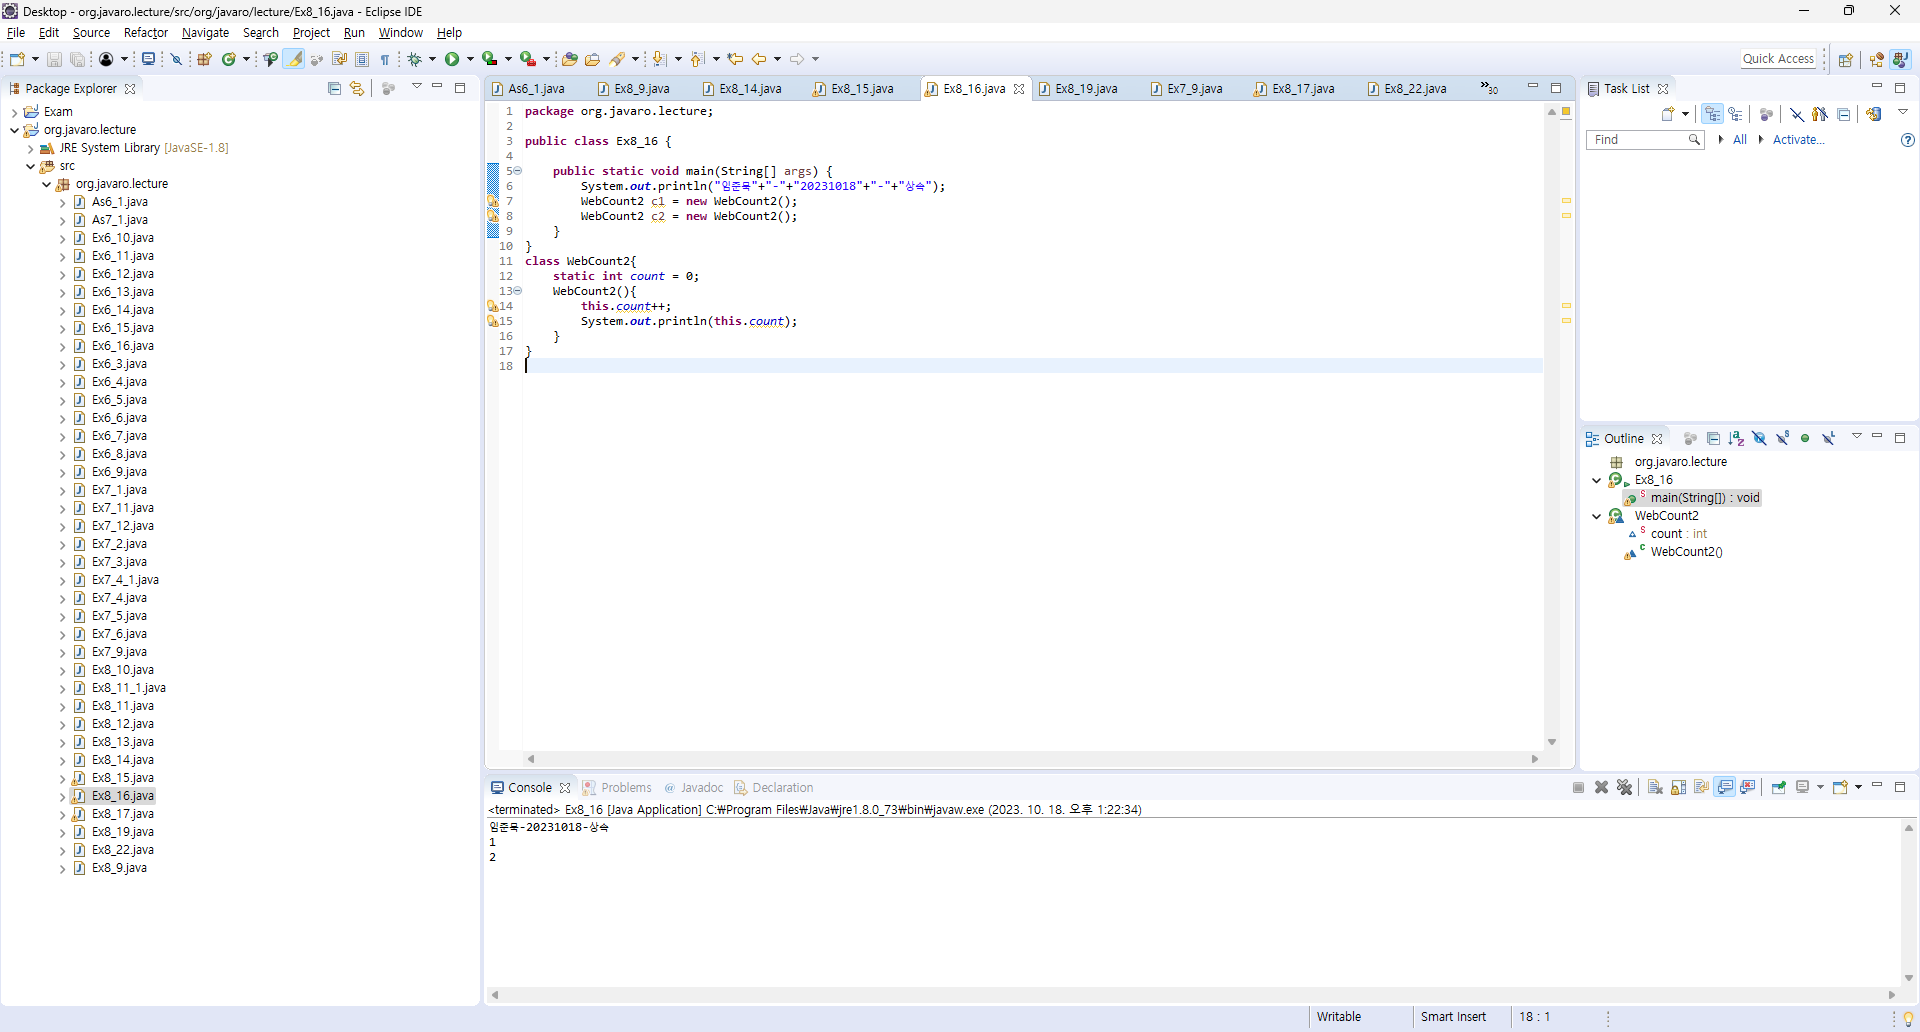 Desktop - org.javaro.lecture/src/org/javaro/lecture/Ex8_16.java - Eclipse IDE
File Edit Source Refactor Navigate Search Project Run Window Help
Quick Access
Package Explorer
Exam
org.javaro.lecture
JRE System Library [JavaSE-1.8]
src
org.javaro.lecture
As6_1.java
As7_1.java
Ex6_10.java
Ex6_11.java
Ex6_12.java
Ex6_13.java
Ex6_14.java
Ex6_15.java
Ex6_16.java
Ex6_3.java
Ex6_4.java
Ex6_5.java
Ex6_6.java
Ex6_7.java
Ex6_8.java
Ex6_9.java
Ex7_1.java
Ex7_11.java
Ex7_12.java
Ex7_2.java
Ex7_3.java
Ex7_4_1.java
Ex7_4.java
Ex7_5.java
Ex7_6.java
Ex7_9.java
Ex8_10.java
Ex8_11_1.java
Ex8_11.java
Ex8_12.java
Ex8_13.java
Ex8_14.java
Ex8_15.java
Ex8_16.java
Ex8_17.java
Ex8_19.java
Ex8_22.java
Ex8_9.java
As6_1.java Ex8_9.java Ex8_14.java Ex8_15.java Ex8_16.java Ex8_19.java Ex7_9.java Ex8_17.java Ex8_22.java »30
1 package org.javaro.lecture;
2
3 public class Ex8_16 {
4
5 public static void main(String[] args) {
6 System.out.println("임준묵"+"-"+"20231018"+"-"+"상속");
7 WebCount2 c1 = new WebCount2();
8 WebCount2 c2 = new WebCount2();
9 }
10 }
11 class WebCount2{
12 static int count = 0;
13 WebCount2(){
14 this.count++;
15 System.out.println(this.count);
16 }
17 }
18
Task List
Find All Activate...
Outline
org.javaro.lecture
Ex8_16
main(String[]) : void
WebCount2
count : int
WebCount2()
Console Problems @ Javadoc Declaration
<terminated> Ex8_16 [Java Application] C:₩Program Files₩Java₩jre1.8.0_73₩bin₩javaw.exe (2023. 10. 18. 오후 1:22:34)
임준묵-20231018-상속
1
2
Writable Smart Insert 18 : 1